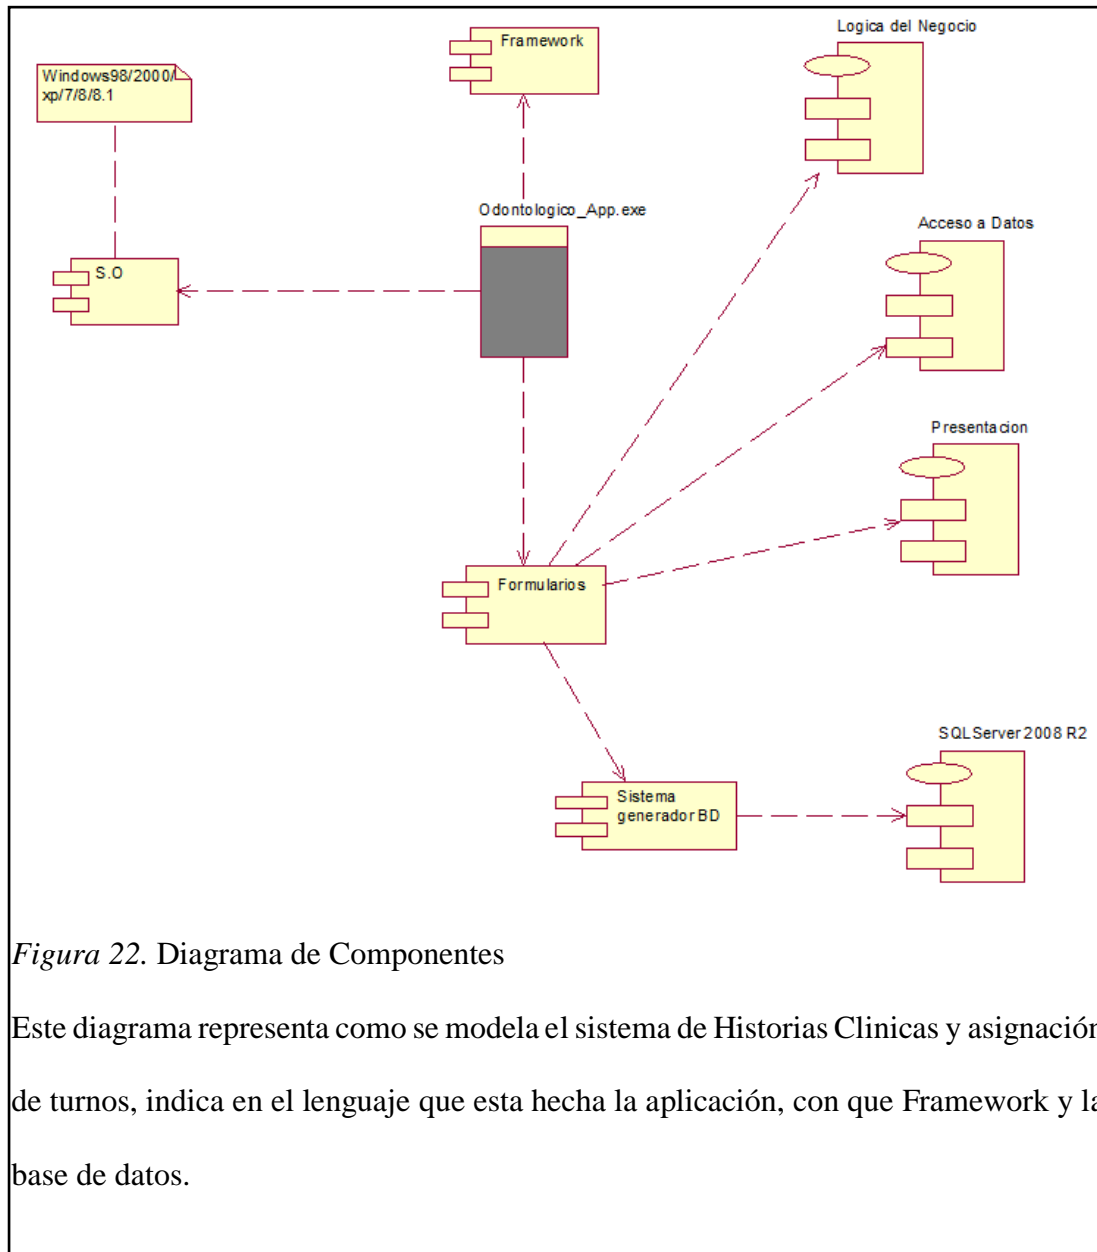 Logica del Negocio
Framework
Windows98/2000/
xp/7/8/8.1
Odontologico_App.exe
Acceso a Datos
S.O
Presentacion
Formularios
SQLServer2008 R2
Sistema
generador BD
Figura 22. Diagrama de Componentes
Este diagrama representa como se modela el sistema de Historias Clinicas y asignación
de turnos, indica en el lenguaje que esta hecha la aplicación, con que Framework y la
base de datos.